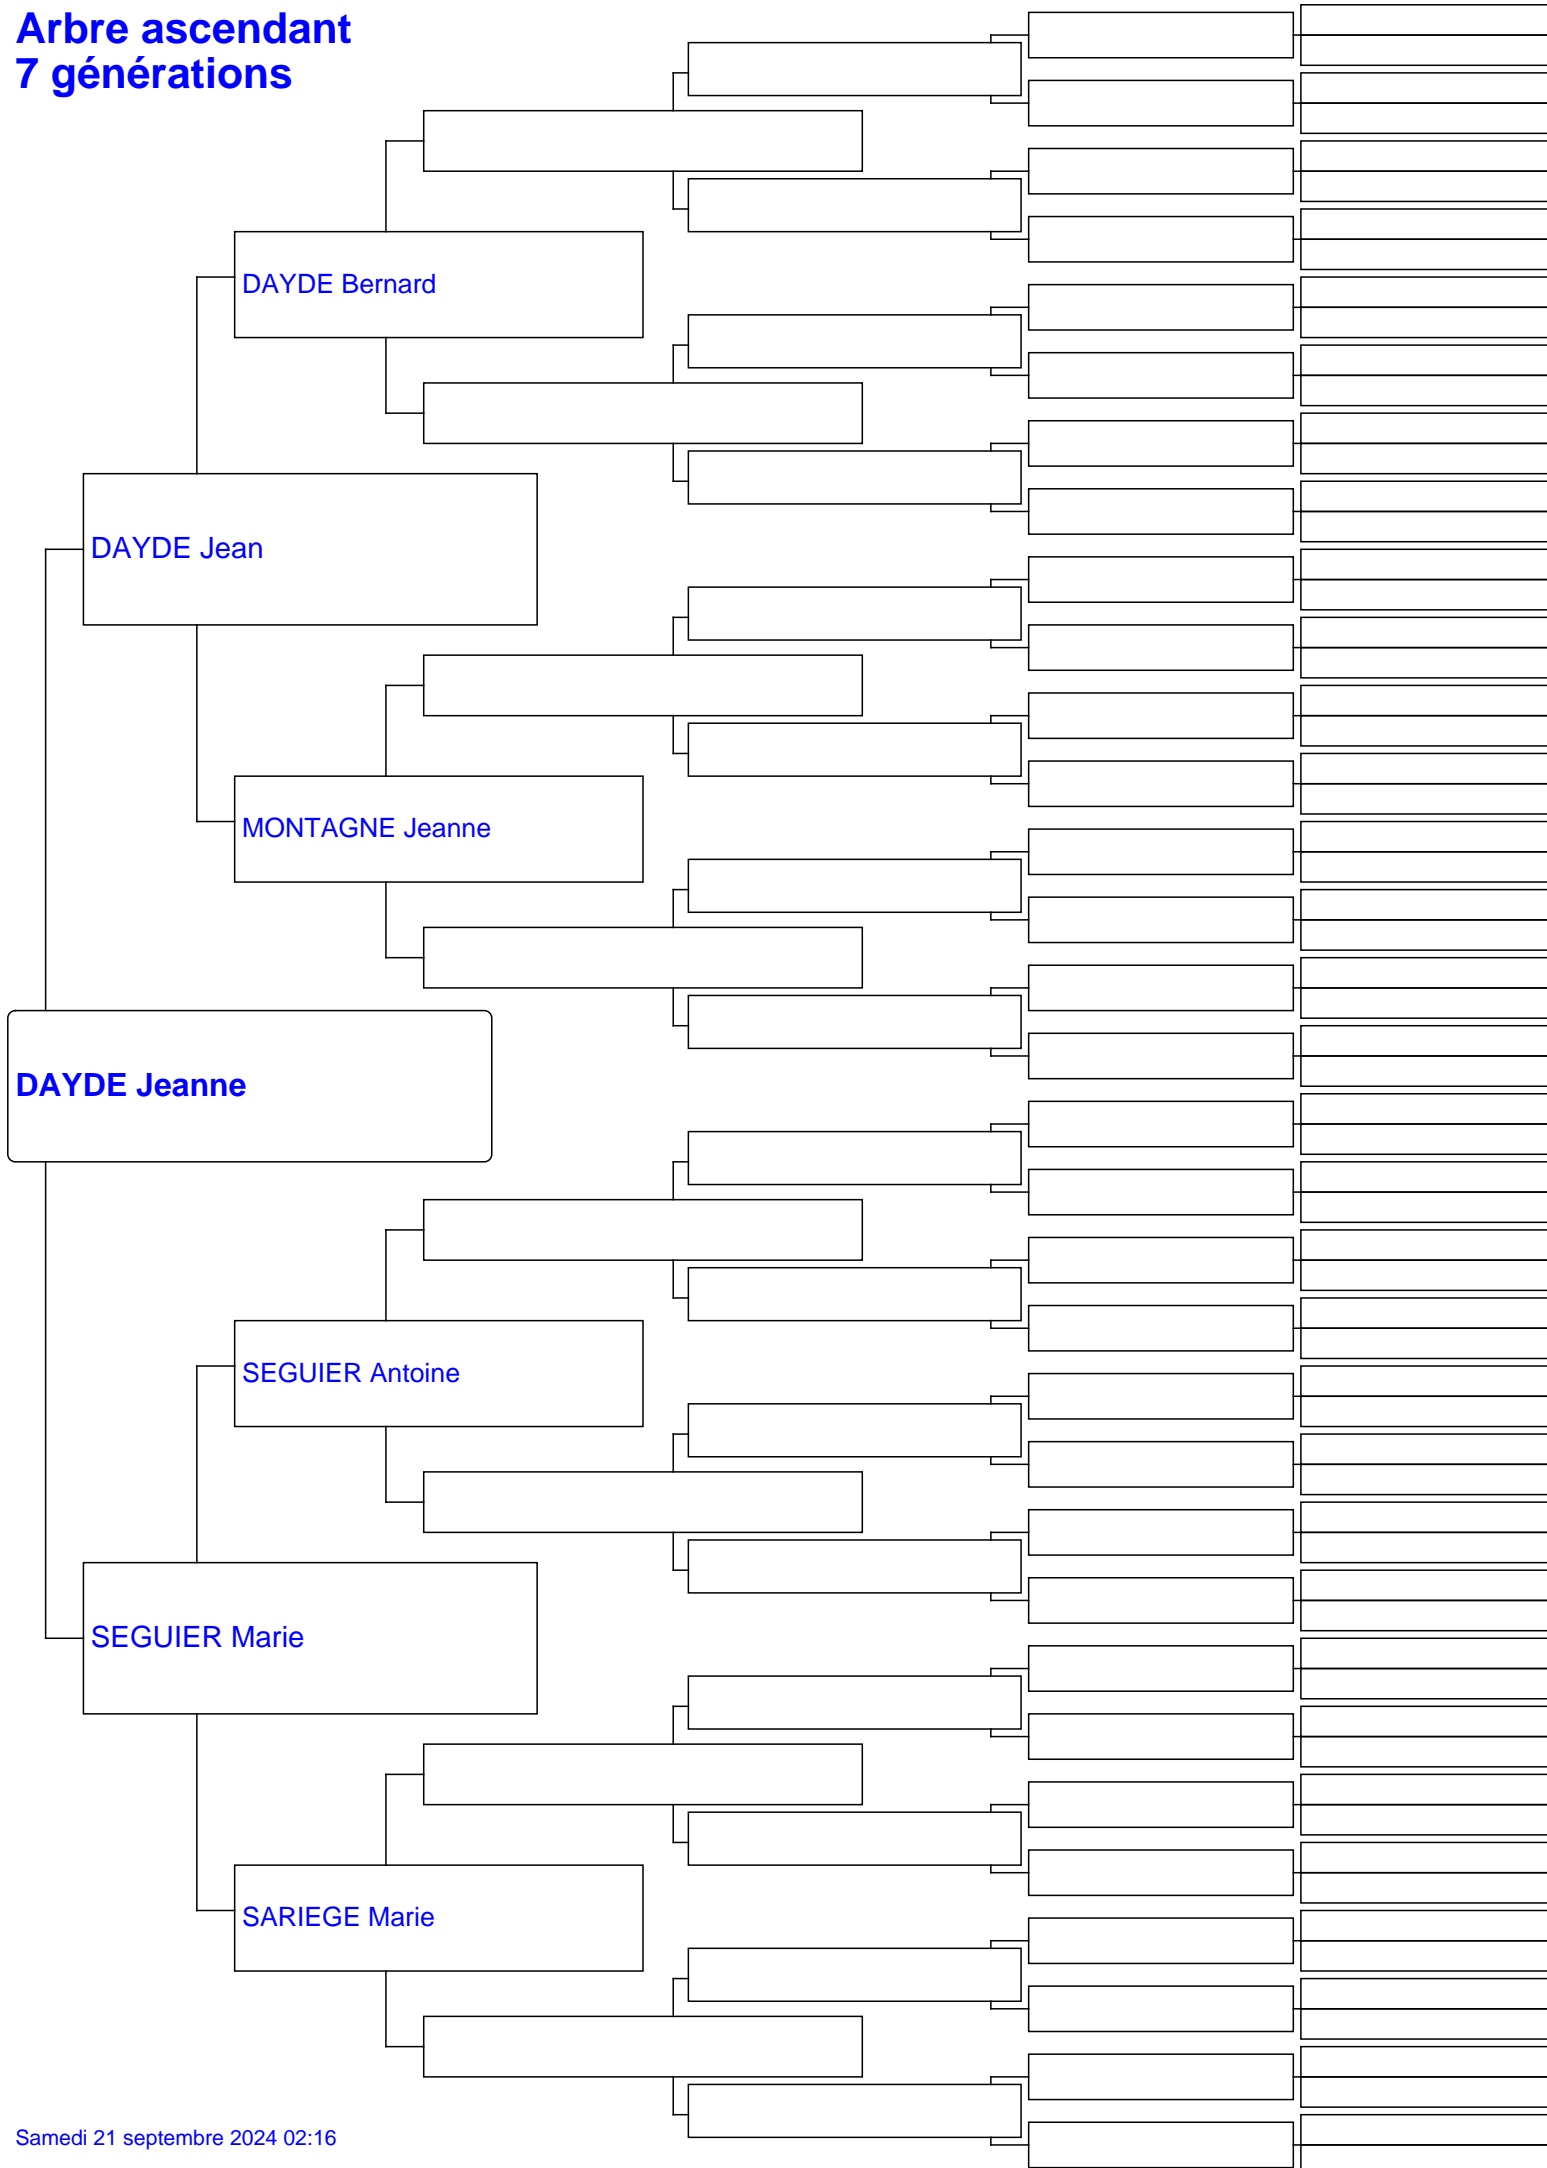 Arbre ascendant
7 générations
DAYDE Bernard
DAYDE Jean
MONTAGNE Jeanne
DAYDE Jeanne
SEGUIER Antoine
SEGUIER Marie
SARIEGE Marie
Samedi 21 septembre 2024 02:16